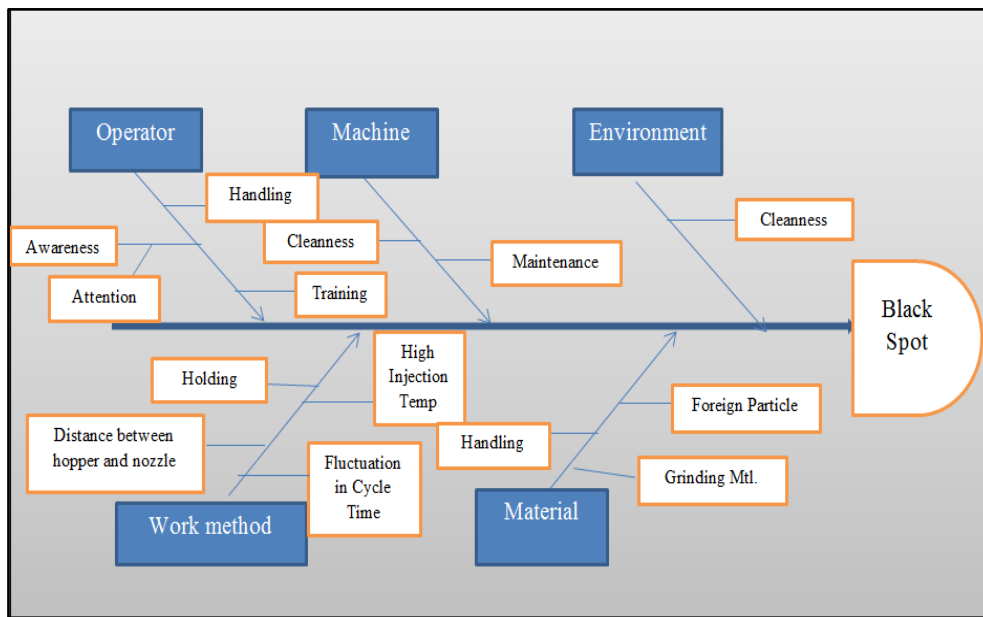 Operator
Machine
Environment
Handling
Cleanness
Awareness
Cleanness
Maintenance
Attention
Training
Black
Spot
High
Injection
Temp
Holding
Foreign Particle
Distance between
hopper and nozzle
Handling
Fluctuation
in Cycle
Time
Grinding Mtl.
Work method
Material